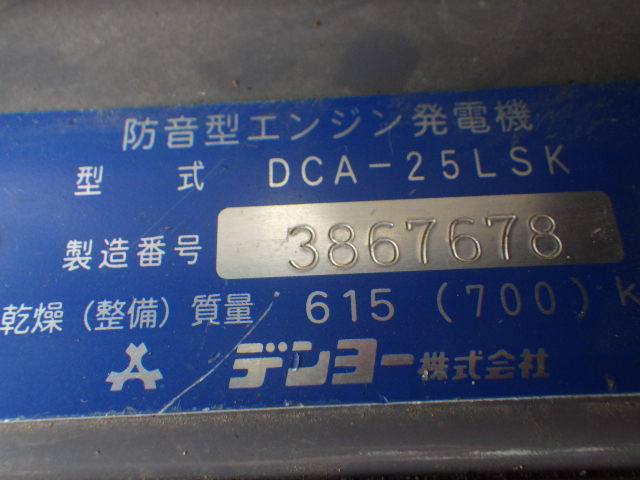 防音型エンジン発電機
型式 DCA-25LSK
製造番号 3867678
乾燥(整備)質量 615 (700) k
デンヨー株式会社